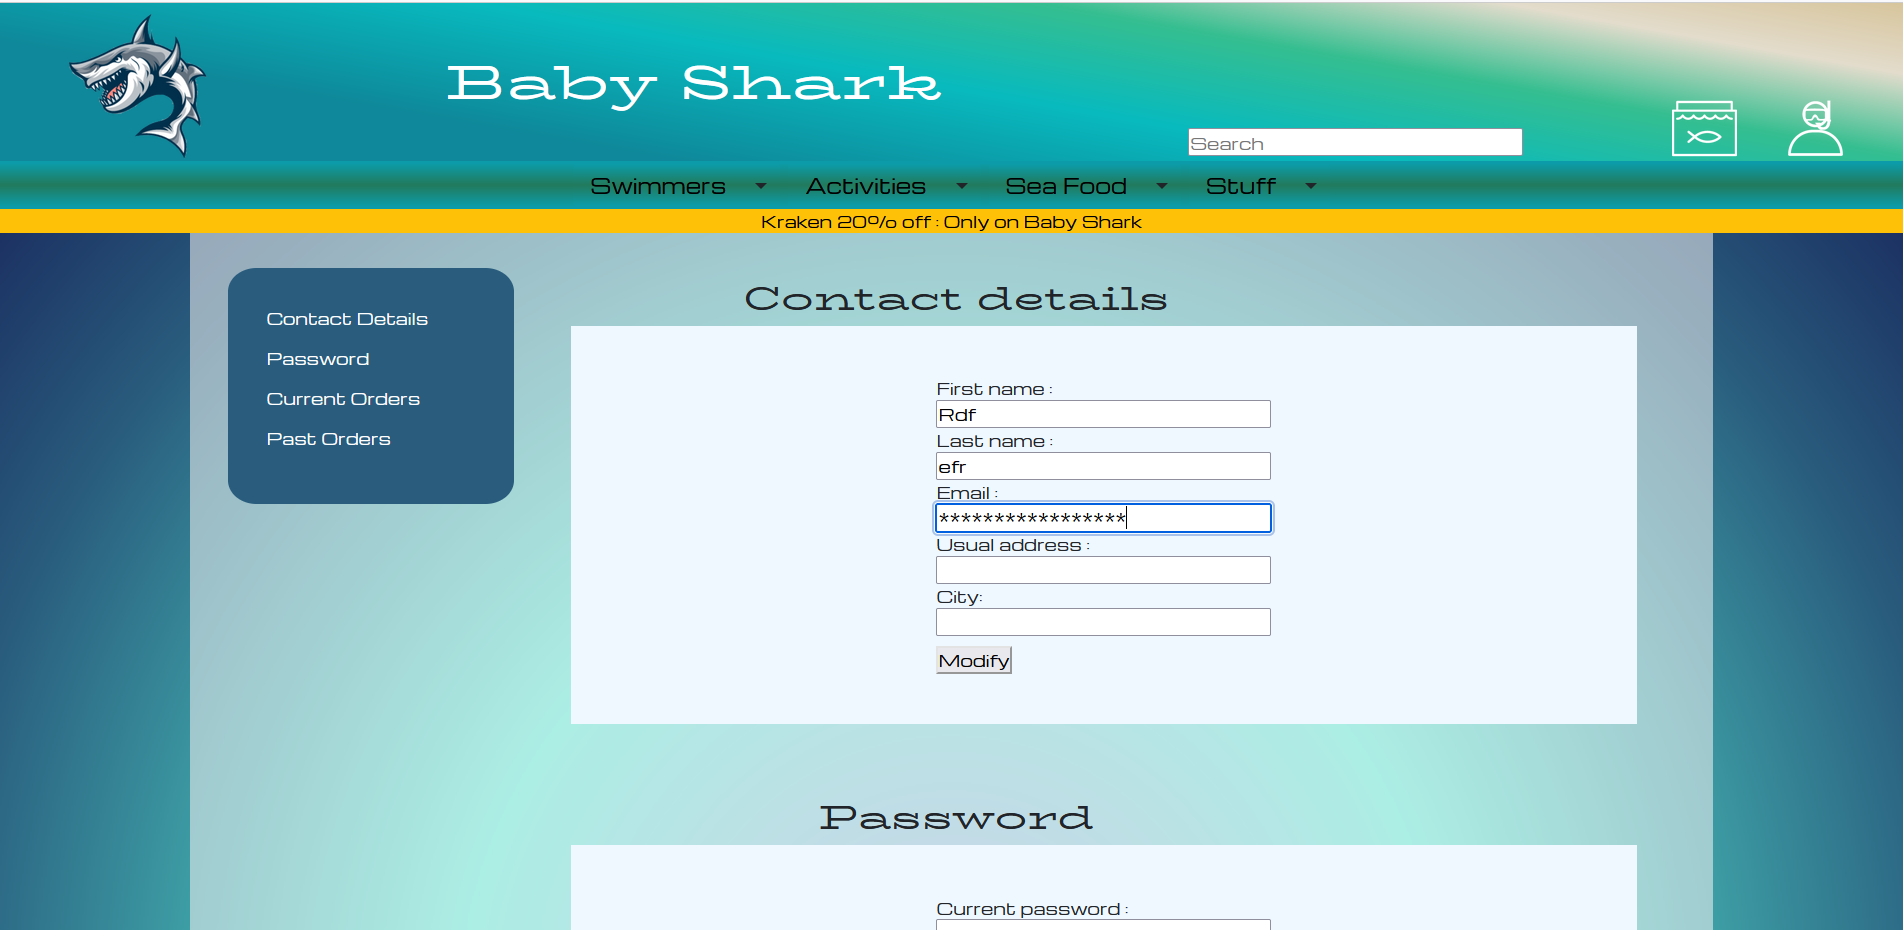 Baby Shark
Search
Swimmers Activities Sea Food Stuff
Kraken 20% off : Only on Baby Shark
Contact Details
Password
Current Orders
Past Orders
Contact details
First name :
Rdf
Last name :
efr
Email :
*****************
Usual address :
City:
Modify
Password
Current password :